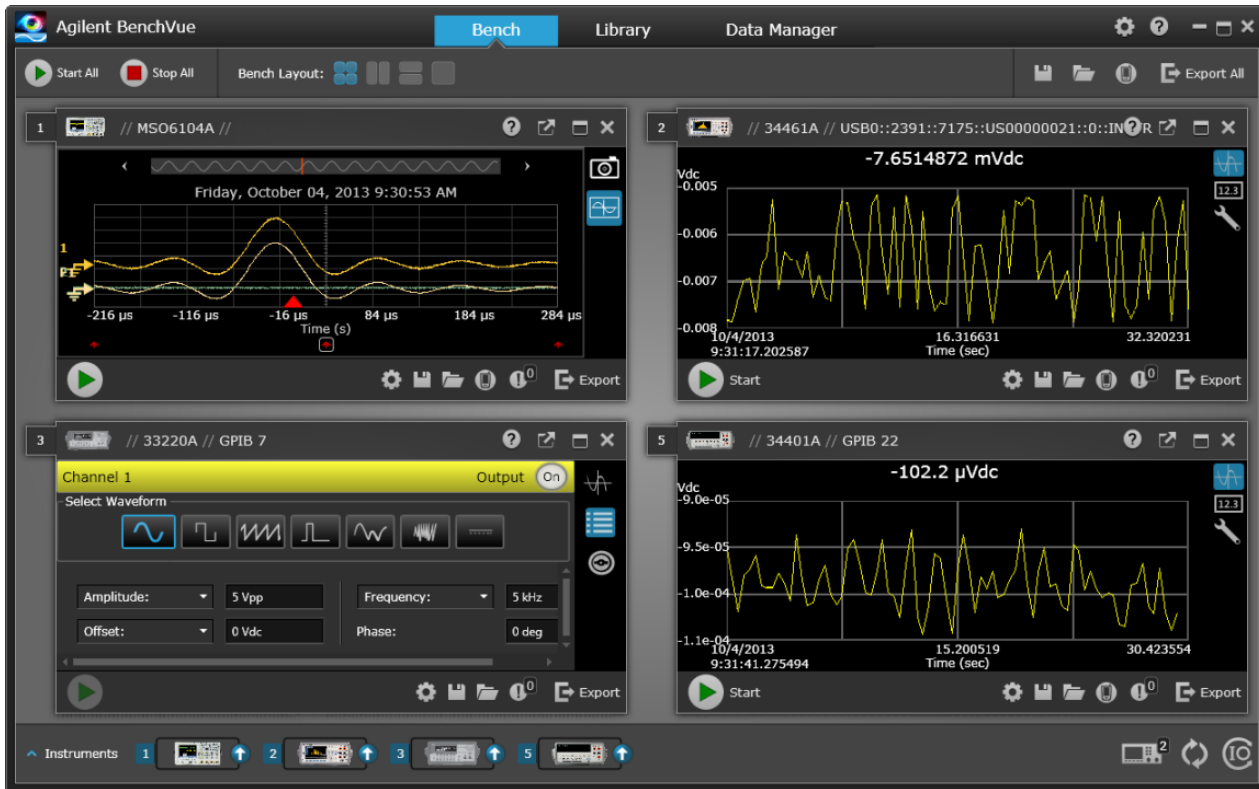 Agilent BenchVue
Bench
Library
Data Manager
Start All
Stop All
Bench Layout:
Export All
1
// MSO6104A //
Friday, October 04, 2013 9:30:53 AM
1
-216 µs
-116 µs
-16 µs
84 µs
184 µs
284 µs
Time (s)
0
Export
2
// 34461A // USB0::2391::7175::US00000021::0::IN
R
-7.6514872 mVdc
Vdc
-0.005
-0.006
-0.007
-0.008
12.3
10/4/2013
9:31:17.202587
16.316631
32.320231
Time (sec)
Start
0
Export
3
// 33220A // GPIB 7
Channel 1
Output
On
Select Waveform
Amplitude:
5 Vpp
Frequency:
5 kHz
Offset:
0 Vdc
Phase:
0 deg
0
Export
5
// 34401A // GPIB 22
-102.2 µVdc
Vdc
-9.0e-05
-9.5e-05
-1.0e-04
-1.1e-04
12.3
10/4/2013
9:31:41.275494
15.200519
30.423554
Time (sec)
Start
0
Export
Instruments
1
2
3
5
2
IO